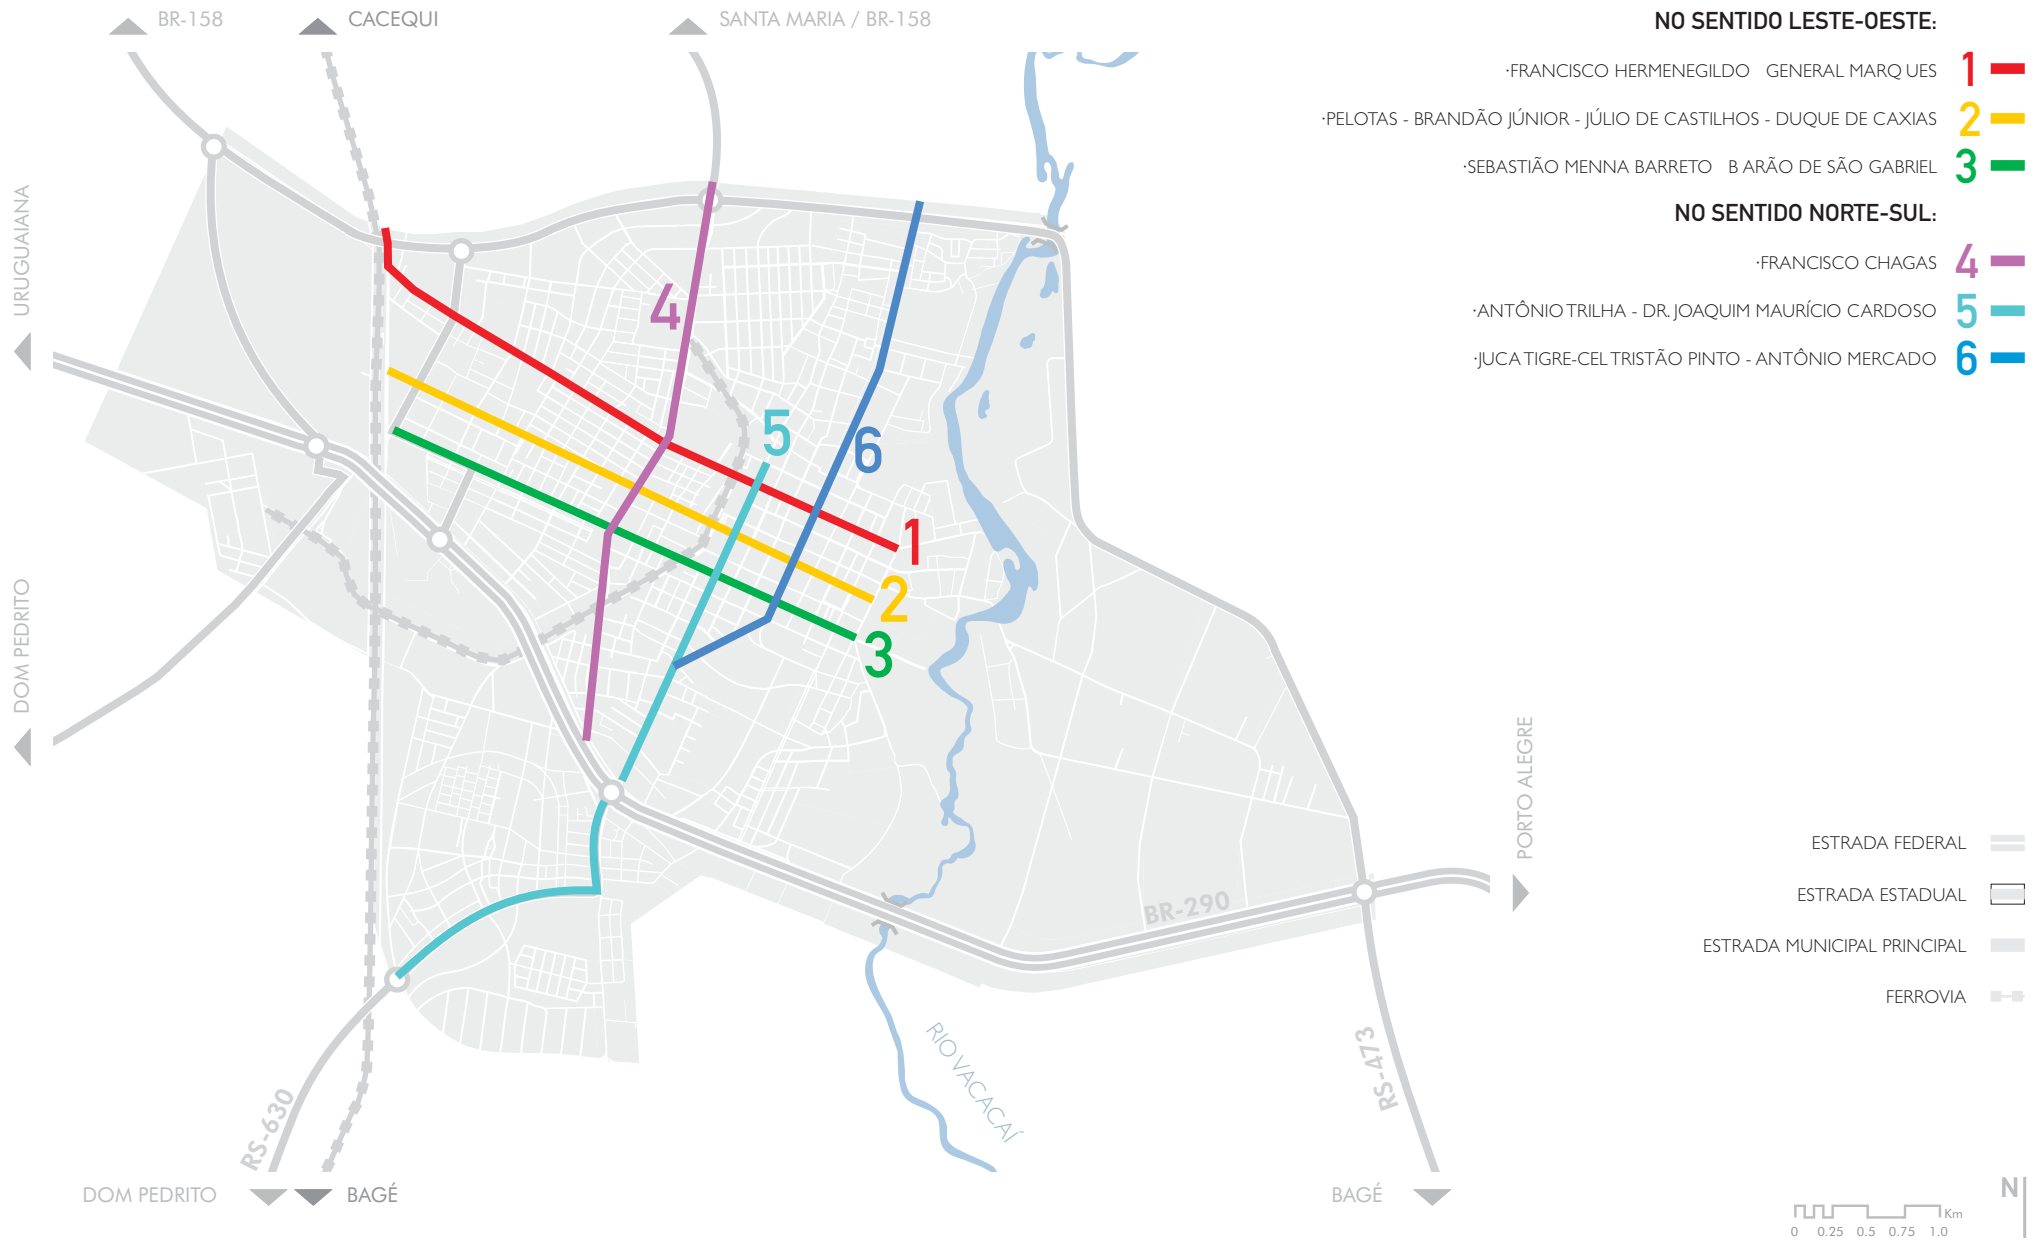 BR-158
CACEQUI
SANTA MARIA / BR-158
NO SENTIDO LESTE-OESTE:
·FRANCISCO HERMENEGILDO GENERAL MARQ UES 1
·PELOTAS - BRANDÃO JÚNIOR - JÚLIO DE CASTILHOS - DUQUE DE CAXIAS 2
·SEBASTIÃO MENNA BARRETO B ARÃO DE SÃO GABRIEL 3
NO SENTIDO NORTE-SUL:
·FRANCISCO CHAGAS 4
·ANTÔNIO TRILHA - DR. JOAQUIM MAURÍCIO CARDOSO 5
·JUCA TIGRE-CEL TRISTÃO PINTO - ANTÔNIO MERCADO 6
URUGUAIANA
4
5
6
1
2
3
DOM PEDRITO
PORTO ALEGRE
ESTRADA FEDERAL
ESTRADA ESTADUAL
ESTRADA MUNICIPAL PRINCIPAL
FERROVIA
BR-290
RIO VACACAÍ
RS-473
RS-630
DOM PEDRITO
BAGÉ
BAGÉ
N
Km
0 0.25 0.5 0.75 1.0